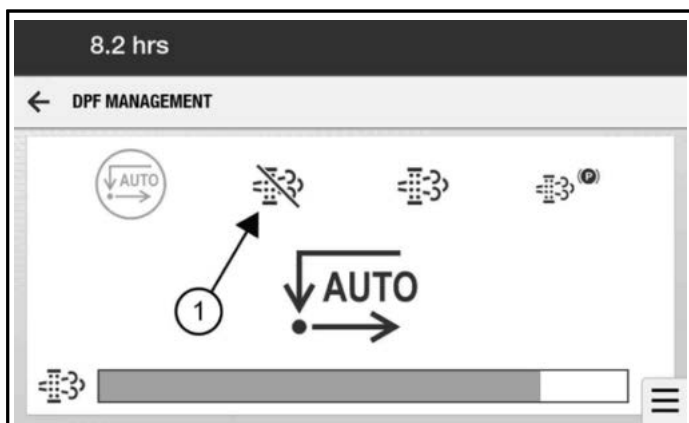 8.2 hrs
DPF MANAGEMENT
AUTO
(P)
1
AUTO